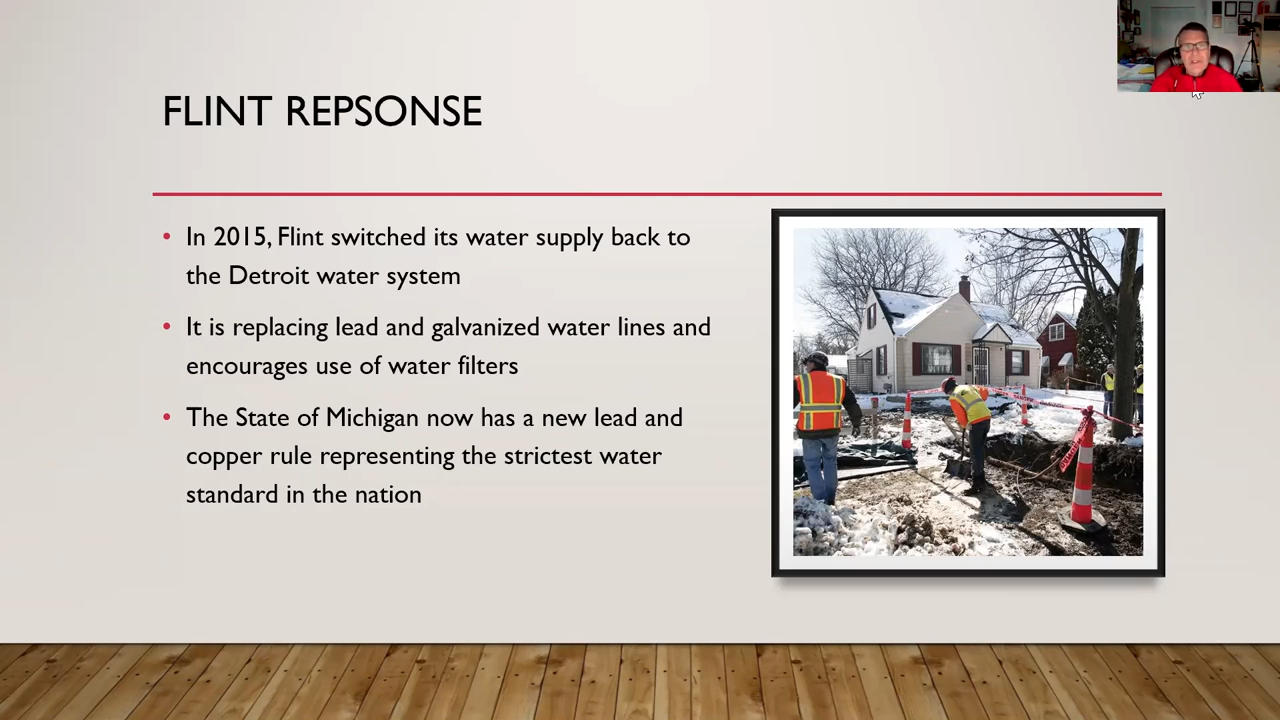 FLINT REPSONSE
• In 2015, Flint switched its water supply back to
the Detroit water system
• It is replacing lead and galvanized water lines and
encourages use of water filters
• The State of Michigan now has a new lead and
copper rule representing the strictest water
standard in the nation